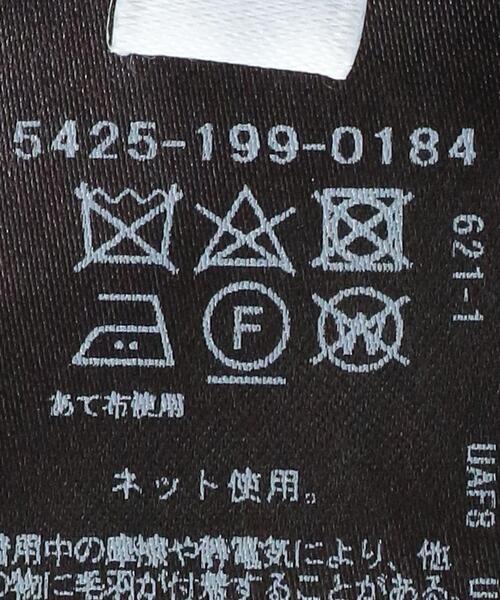 5425-199-0184
621-1
F
W
あて布使用
ネット使用。
UAF8
着用中の摩擦や静電気により、他
の物に毛羽が付着することがある。